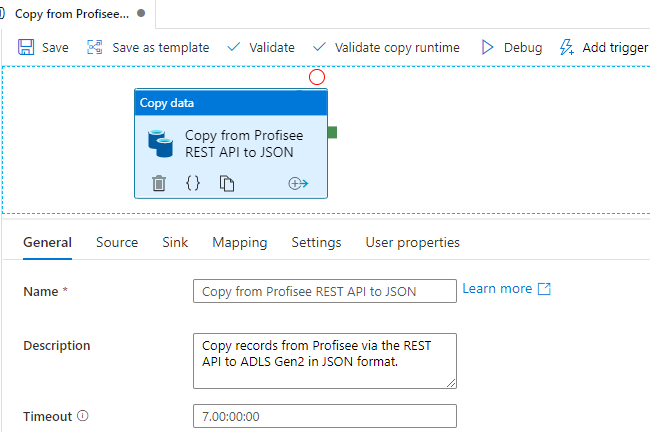 Copy from Profisee...
Save
Save as template
Validate
Validate copy runtime
Debug
Add trigger
Copy data
Copy from Profisee
REST API to JSON
{}
General
Source
Sink
Mapping
Settings
User properties
Name *
Copy from Profisee REST API to JSON
Learn more
Description
Copy records from Profisee via the REST
API to ADLS Gen2 in JSON format.
Timeout
7.00:00:00